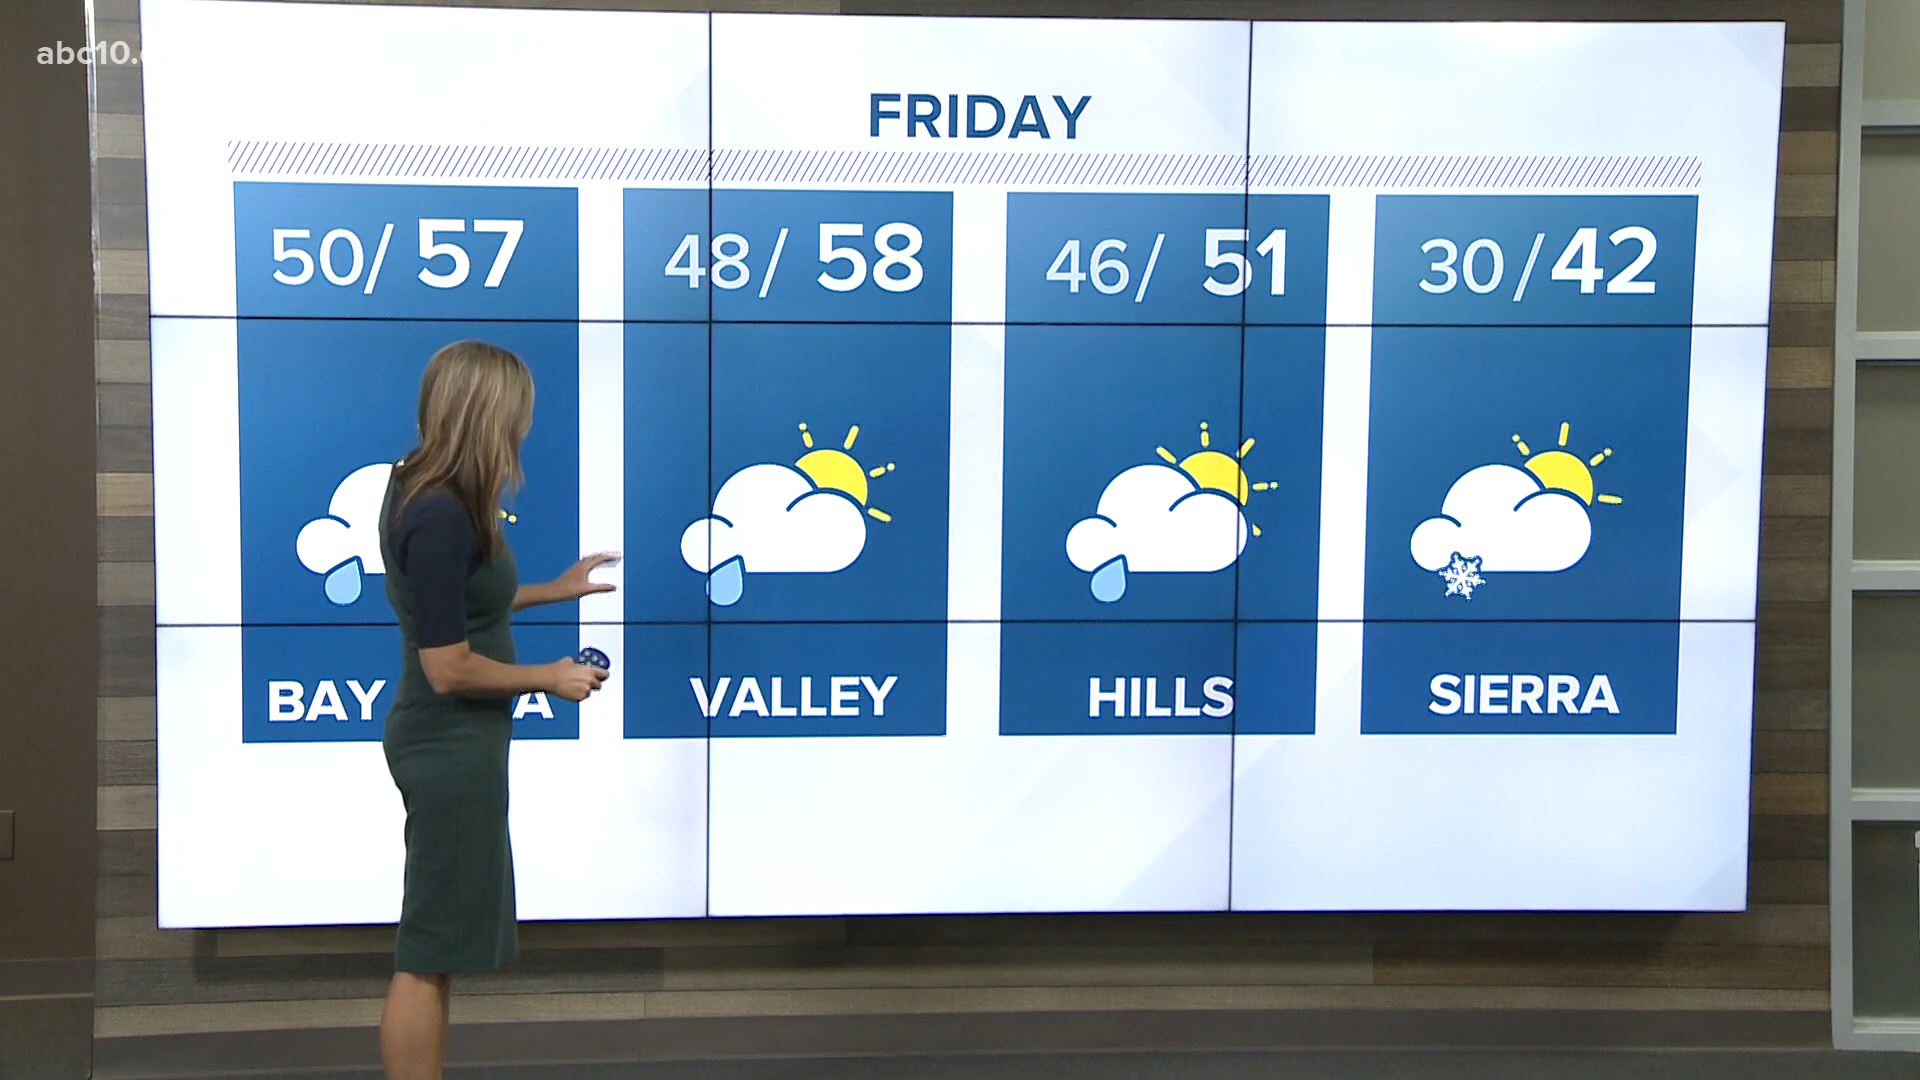 abc10.
FRIDAY
50/ 57
48/ 58
46/ 51
30/42
BAY A
VALLEY
HILLS
SIERRA